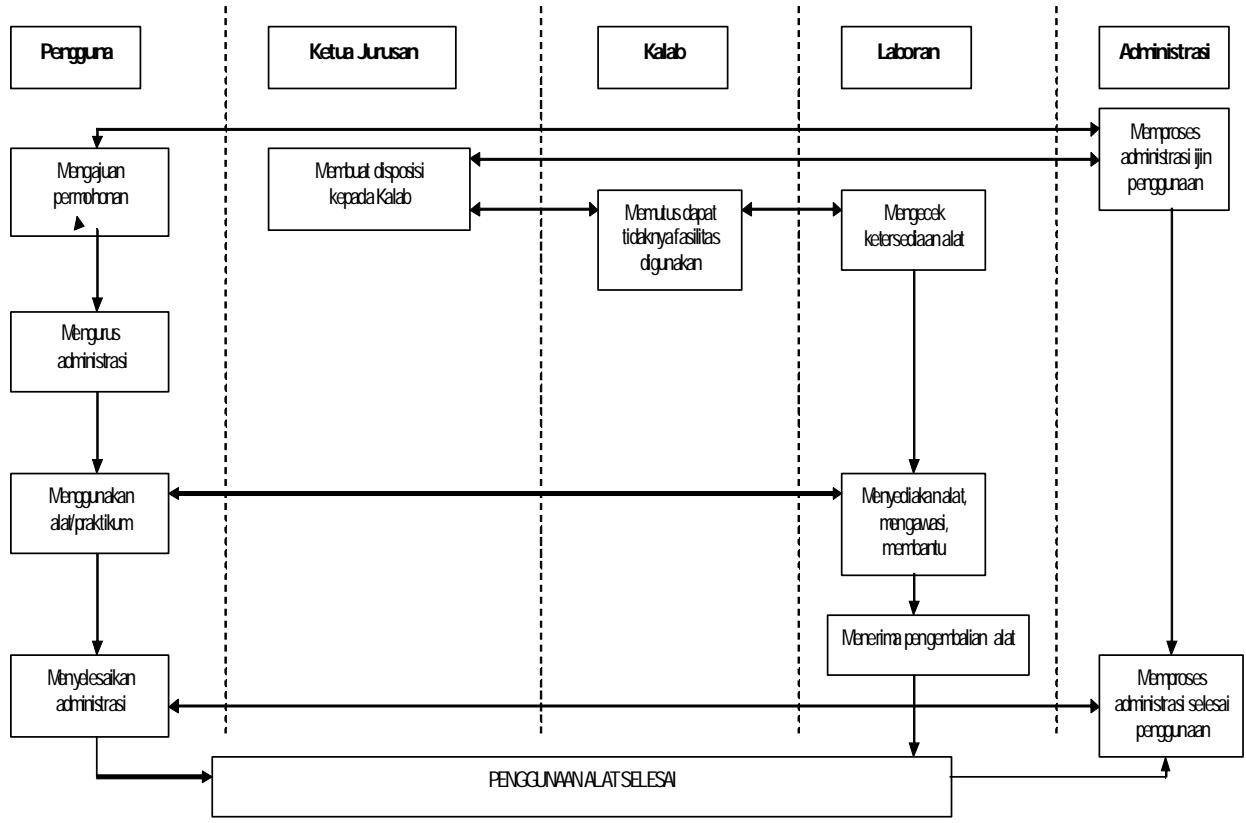 Pengguna
Ketua Jurusan
Kalab
Laboran
Administrasi
Mengajuan
permohonan
Membuat disposisi
kepada Kalab
Memutus dapat
tidaknya fasilitas
digunakan
Mengecek
ketersediaan alat
Memproses
administrasi ijin
penggunaan
Mengurus
administrasi
Menggunakan
alat/praktikum
Menyediakan alat,
mengawasi,
membantu
Menerima pengembalian alat
Menyelesaikan
administrasi
Memproses
administrasi selesai
penggunaan
PENGGUNAAN ALAT SELESAI